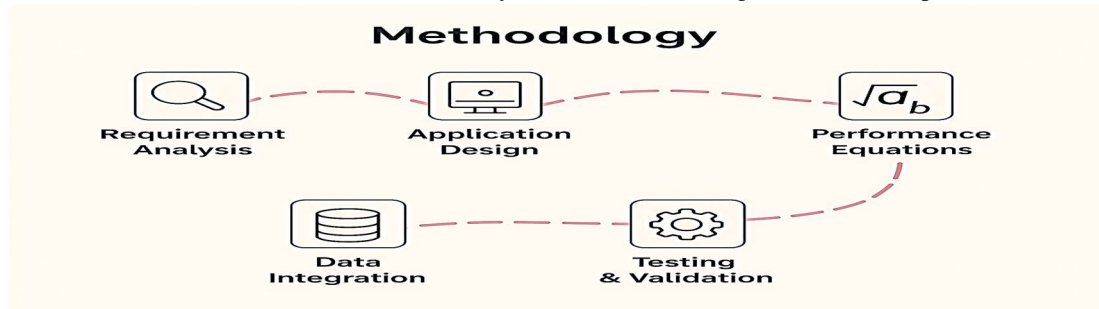 Methodology
Requirement
Analysis
Application
Design
√a_b
Performance
Equations
Data
Integration
Testing
& Validation